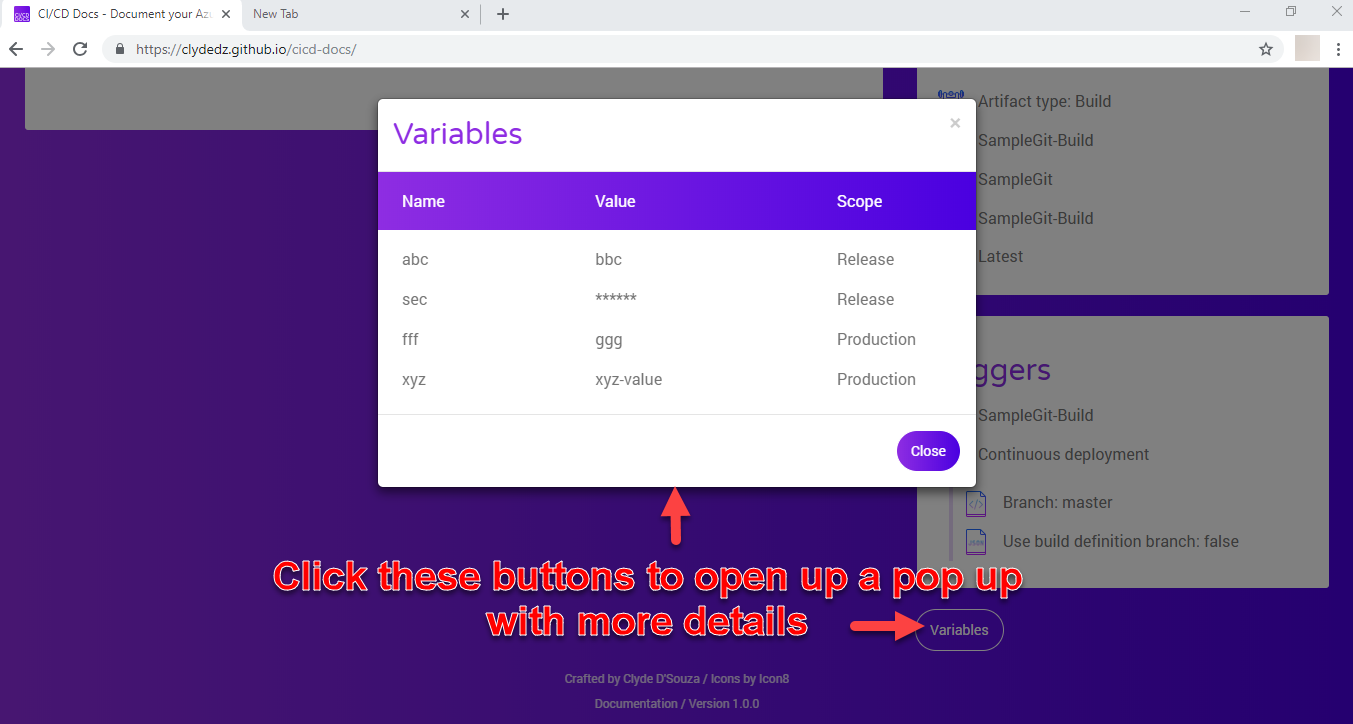 CI/CD Docs - Document your Az
New Tab
https://clydedz.github.io/cicd-docs/
Artifact type: Build
SampleGit-Build
SampleGit
SampleGit-Build
Latest
Variables
×
Name Value Scope
abc bbc Release
sec ****** Release
fff ggg Production
xyz xyz-value Production
Close
ggers
SampleGit-Build
Continuous deployment
Branch: master
JSON Use build definition branch: false
Click these buttons to open up a pop up
with more details
Variables
Crafted by Clyde D'Souza / Icons by Icon8
Documentation / Version 1.0.0